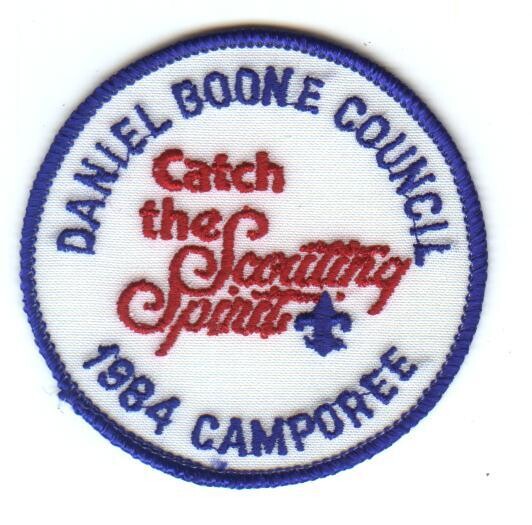 DANIEL BOONE COUNCIL
Catch
the Scouting
Spirit
1984 CAMPOREE